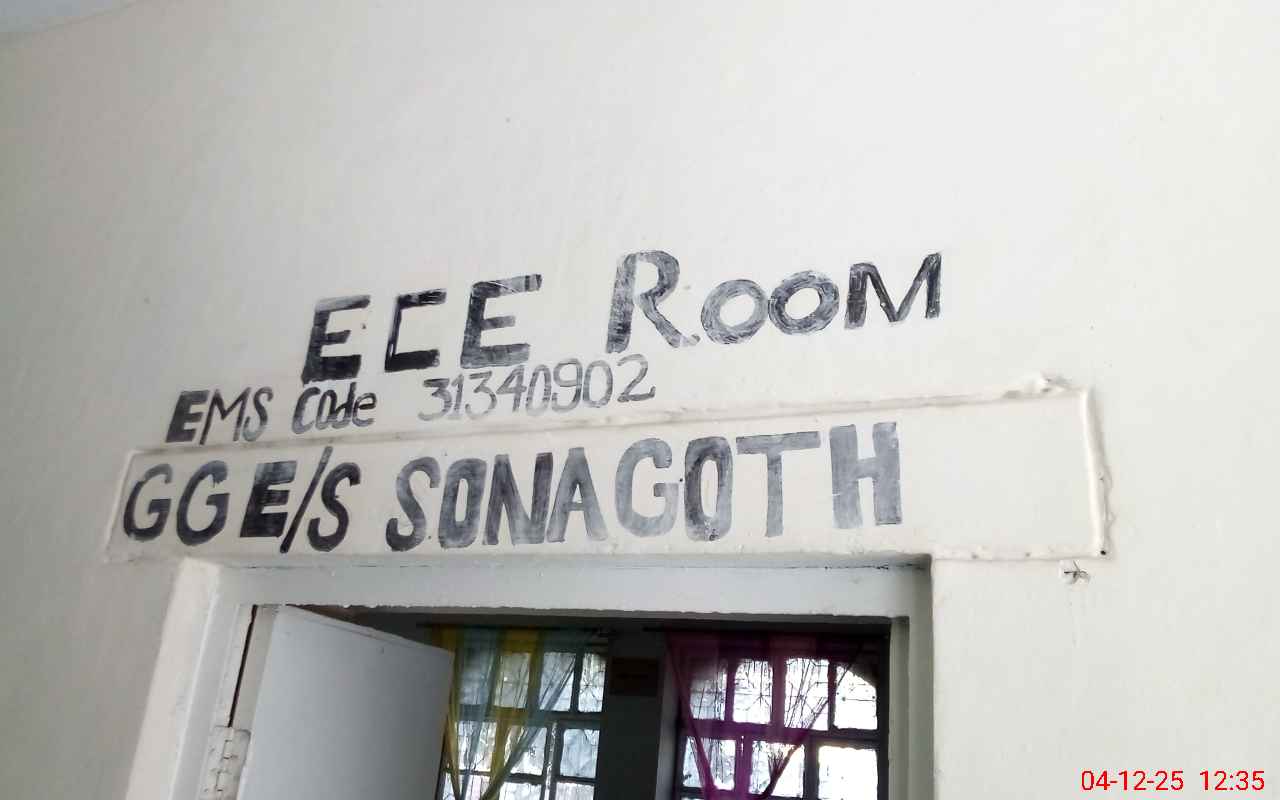 ECE ROOM
EMS Code 31340902
GGE/S SONAGOTH
04-12-25 12:35